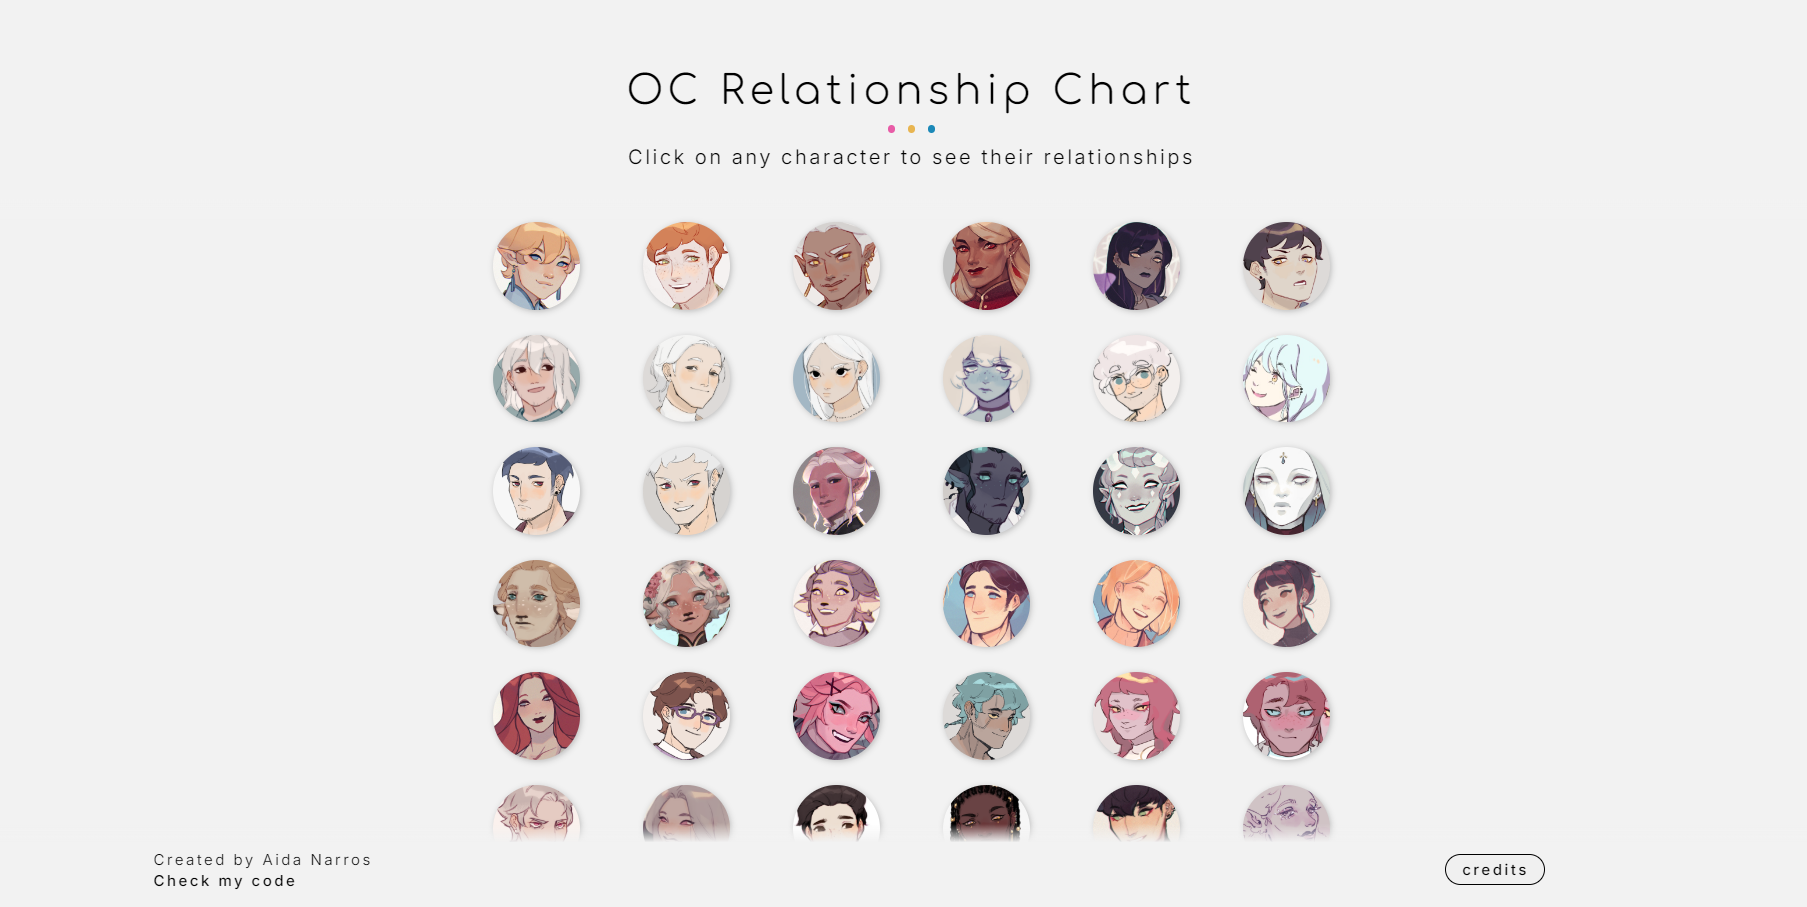 OC Relationship Chart
Click on any character to see their relationships
Created by Aida Narros
Check my code
credits